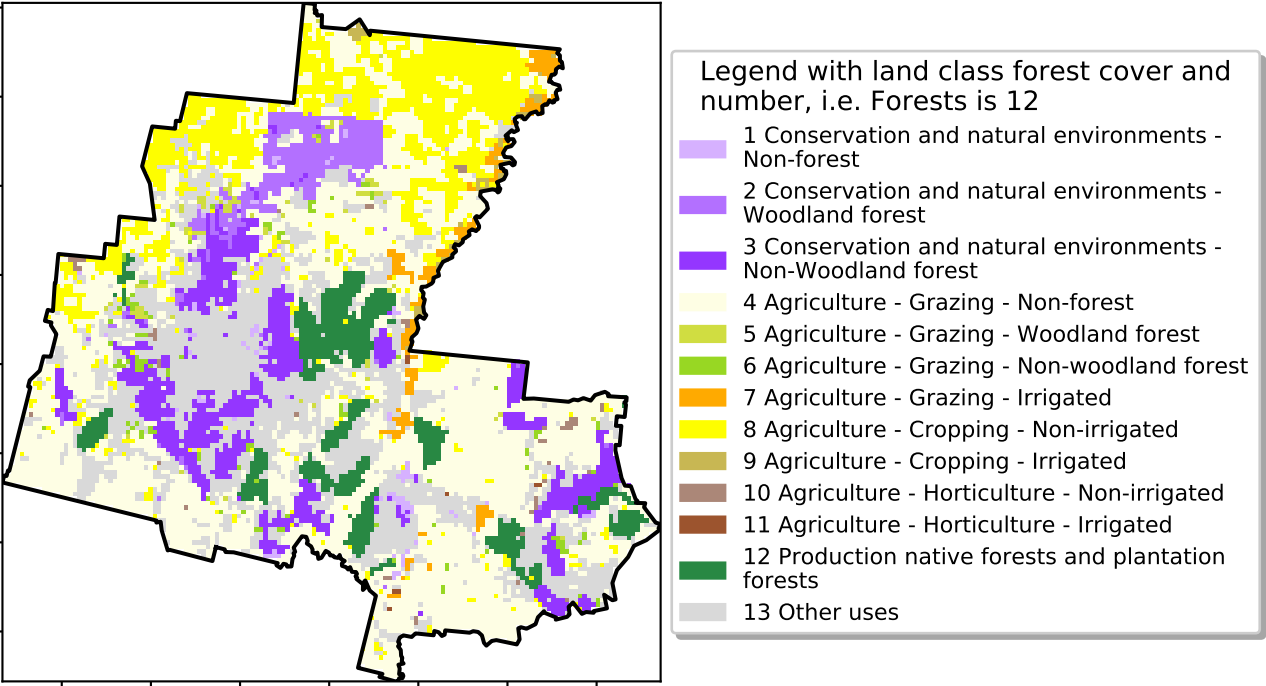 Legend with land class forest cover and
number, i.e. Forests is 12
1 Conservation and natural environments -
Non-forest
2 Conservation and natural environments -
Woodland forest
3 Conservation and natural environments -
Non-Woodland forest
4 Agriculture - Grazing - Non-forest
5 Agriculture - Grazing - Woodland forest
6 Agriculture - Grazing - Non-woodland forest
7 Agriculture - Grazing - Irrigated
8 Agriculture - Cropping - Non-irrigated
9 Agriculture - Cropping - Irrigated
10 Agriculture - Horticulture - Non-irrigated
11 Agriculture - Horticulture - Irrigated
12 Production native forests and plantation
forests
13 Other uses